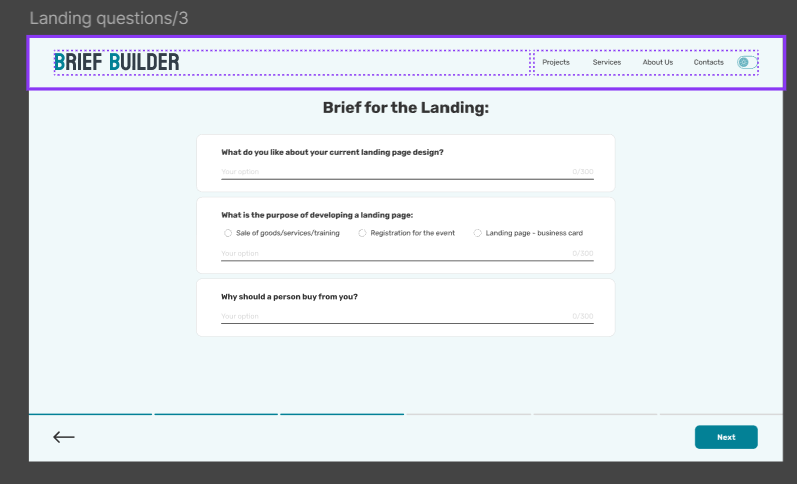 Landing questions/3
BRIEF BUILDER
Projects Services About Us Contacts
Brief for the Landing:
What do you like about your current landing page design?
Your option 0/300
What is the purpose of developing a landing page:
Sale of goods/services/training Registration for the event Landing page - business card
Your option 0/300
Why should a person buy from you?
Your option 0/300
Next